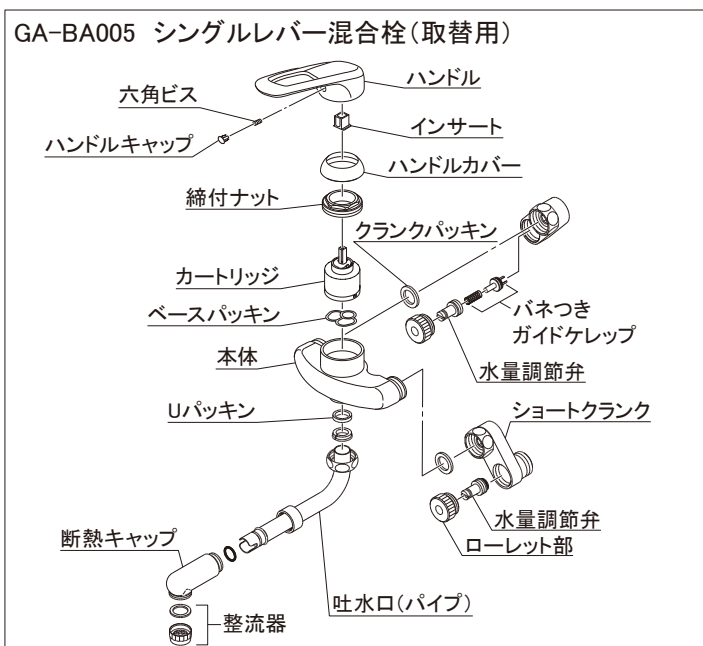 GA-BA005 シングルレバー混合栓(取替用)
ハンドル
六角ビス
インサート
ハンドルキャップ
ハンドルカバー
締付ナット
クランクパッキン
カートリッジ
バネつき
ガイドケレップ
ベースパッキン
水量調節弁
本体
Uパッキン
ショートクランク
水量調節弁
ローレット部
断熱キャップ
吐水口(パイプ)
整流器